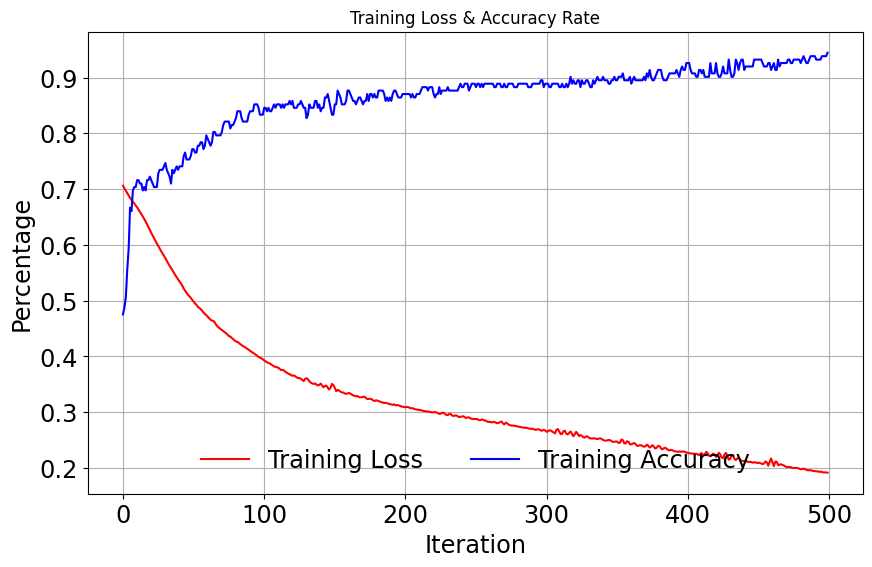 Training Loss & Accuracy Rate
Percentage
0.9
0.8
0.7
0.6
0.5
0.4
0.3
0.2
Training Loss Training Accuracy
0 100 200 300 400 500
Iteration